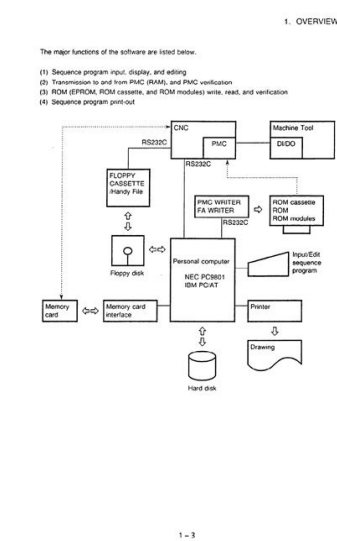 1. OVERVIEW
The major functions of the software are listed below.
(1) Sequence program input, display, and editing
(2) Transmission to and from PMC (RAM), and PMC verification
(3) ROM (EPROM, ROM cassette, and ROM modules) write, read, and verification
(4) Sequence program print-out
CNC
Machine Tool
RS232C
PMC
DI/DO
RS232C
FLOPPY
CASSETTE
/Handy File
PMC WRITER
FA WRITER
ROM cassette
ROM
ROM modules
RS232C
Floppy disk
Personal computer
NEC PC9801
IBM PC/AT
Input/Edit
sequence
program
Memory
card
Memory card
interface
Printer
Drawing
Hard disk
1 - 3